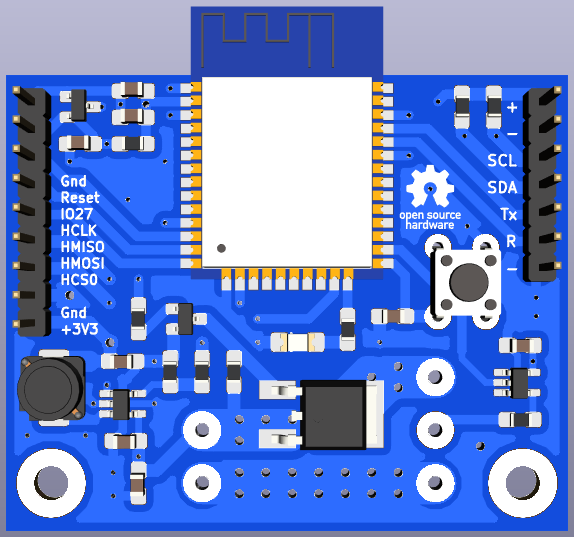 +
−
SCL
SDA
Tx
R
−
Gnd
Reset
IO27
HCLK
HMISO
HMOSI
HCS0
Gnd
+3V3
open source
hardware